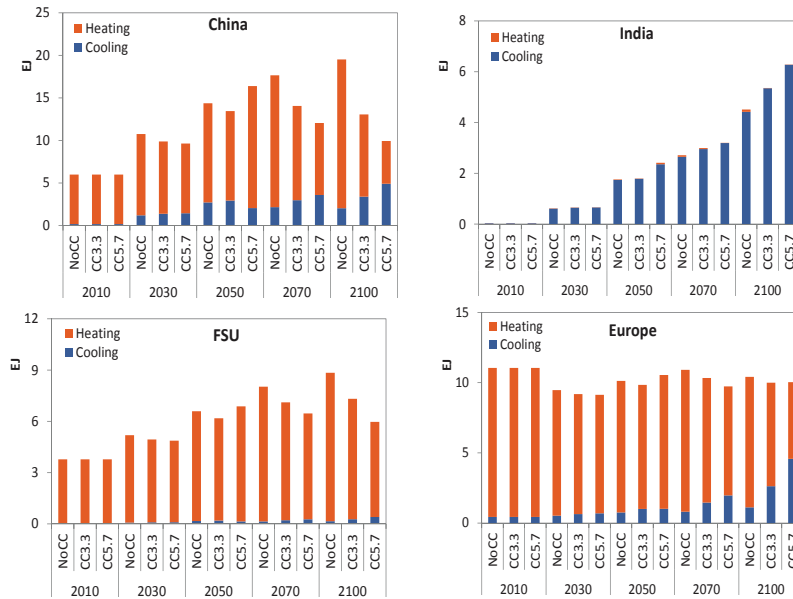 China
Heating
Cooling
EJ
25
20
15
10
5
0
NoCC CC3.3 CC5.7 NoCC CC3.3 CC5.7 NoCC CC3.3 CC5.7 NoCC CC3.3 CC5.7 NoCC CC3.3 CC5.7
2010 2030 2050 2070 2100
India
Heating
Cooling
EJ
8
6
4
2
0
NoCC CC3.3 CC5.7 NoCC CC3.3 CC5.7 NoCC CC3.3 CC5.7 NoCC CC3.3 CC5.7 NoCC CC3.3 CC5.7
2010 2030 2050 2070 2100
FSU
Heating
Cooling
EJ
12
9
6
3
0
NoCC CC3.3 CC5.7 NoCC CC3.3 CC5.7 NoCC CC3.3 CC5.7 NoCC CC3.3 CC5.7 NoCC CC3.3 CC5.7
2010 2030 2050 2070 2100
Europe
Heating
Cooling
EJ
15
10
5
0
NoCC CC3.3 CC5.7 NoCC CC3.3 CC5.7 NoCC CC3.3 CC5.7 NoCC CC3.3 CC5.7 NoCC CC3.3 CC5.7
2010 2030 2050 2070 2100